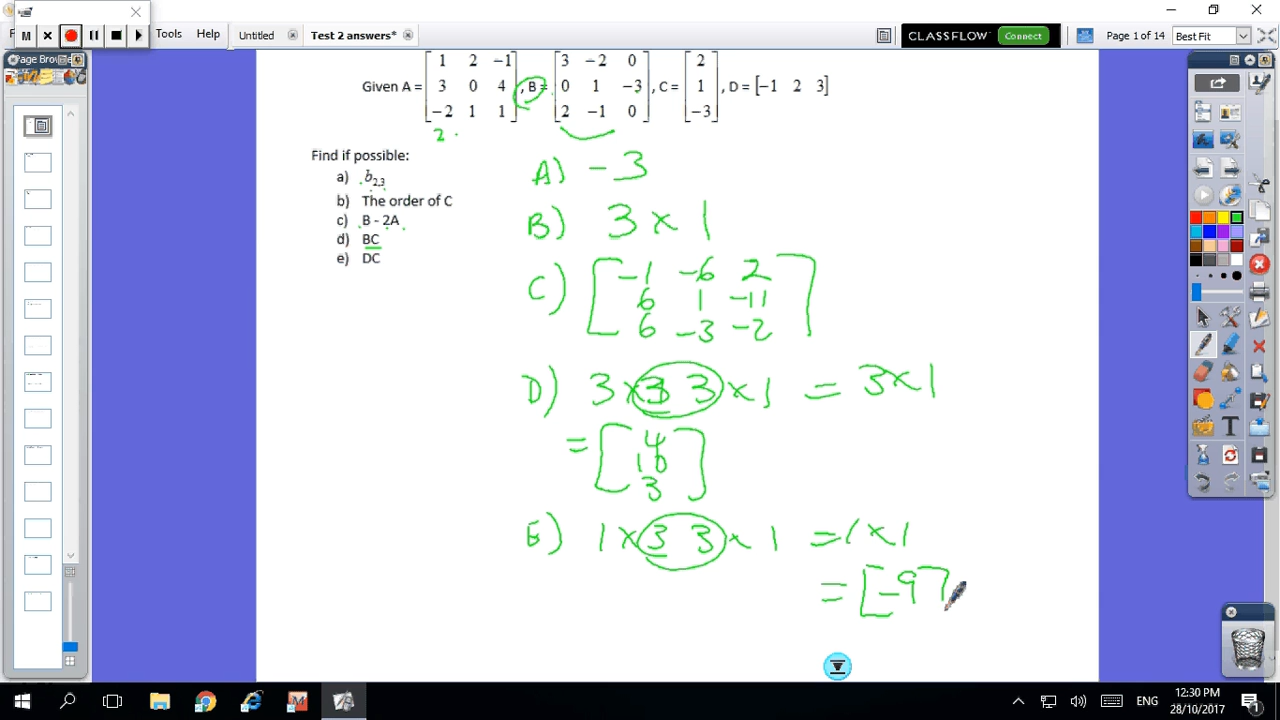 Tools Help Untitled Test 2 answers* CLASSFLOW Connect Page 1 of 14 Best Fit
Page Brows
Given A = [1 2 −1; 3 0 4; −2 1 1], B = [3 −2 0; 0 1 −3; 2 −1 0], C = [2; 1; −3], D = [−1 2 3]
2
Find if possible:
a) b2,3
b) The order of C
c) B - 2A
d) BC
e) DC
A) -3
B) 3 x 1
C) [-1 -6 2
6 1 -11
6 -3 -2]
D) 3 x 3 3 x 1 = 3 x 1
= [4
10
3]
E) 1 x 3 3 x 1 = 1 x 1
= [-9]
ENG 12:30 PM
28/10/2017